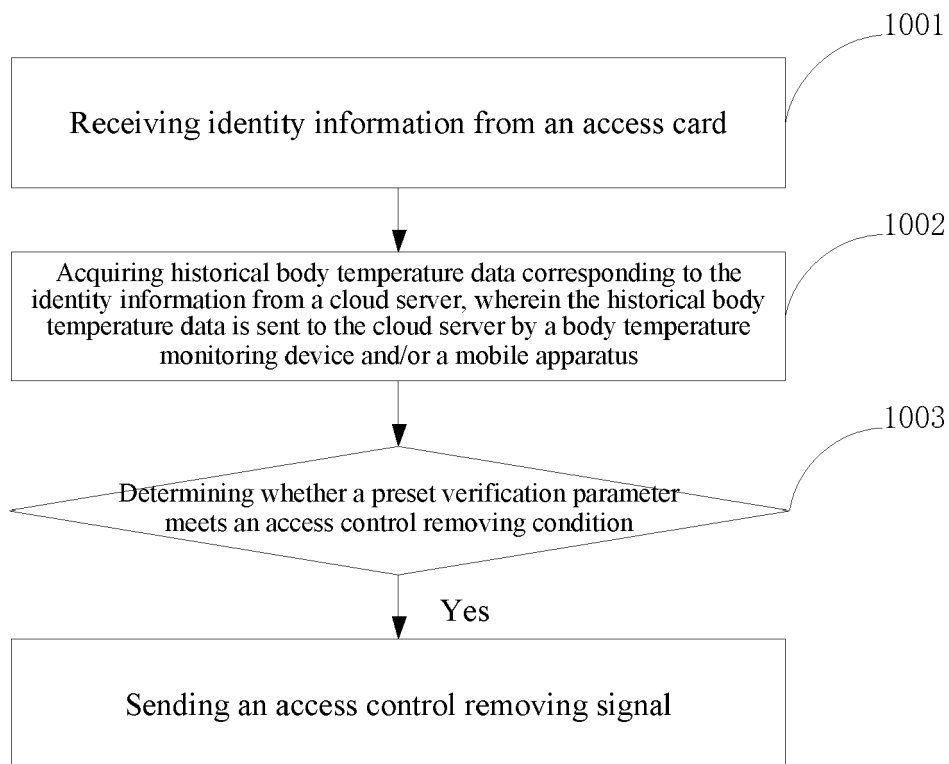 1001
Receiving identity information from an access card
1002
Acquiring historical body temperature data corresponding to the
identity information from a cloud server, wherein the historical body
temperature data is sent to the cloud server by a body temperature
monitoring device and/or a mobile apparatus
1003
Determining whether a preset verification parameter
meets an access control removing condition
Yes
Sending an access control removing signal